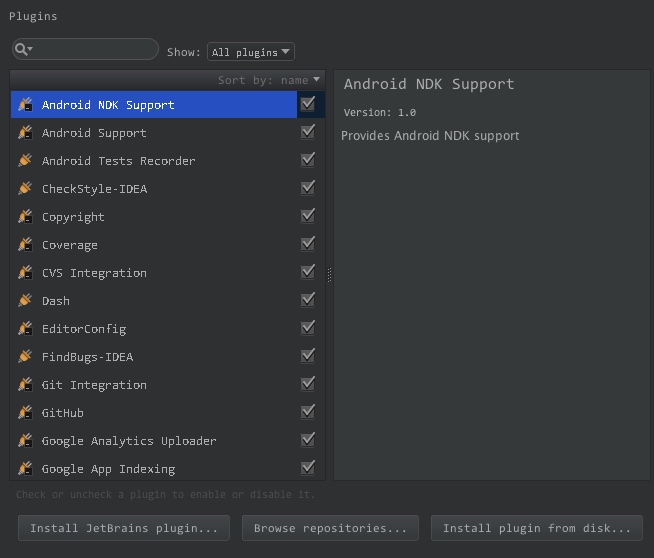 Plugins
Show: All plugins
Sort by: name
Android NDK Support
Android Support
Android Tests Recorder
CheckStyle-IDEA
Copyright
Coverage
CVS Integration
Dash
EditorConfig
FindBugs-IDEA
Git Integration
GitHub
Google Analytics Uploader
Google App Indexing
Android NDK Support
Version: 1.0
Provides Android NDK support
Check or uncheck a plugin to enable or disable it.
Install JetBrains plugin... Browse repositories... Install plugin from disk...